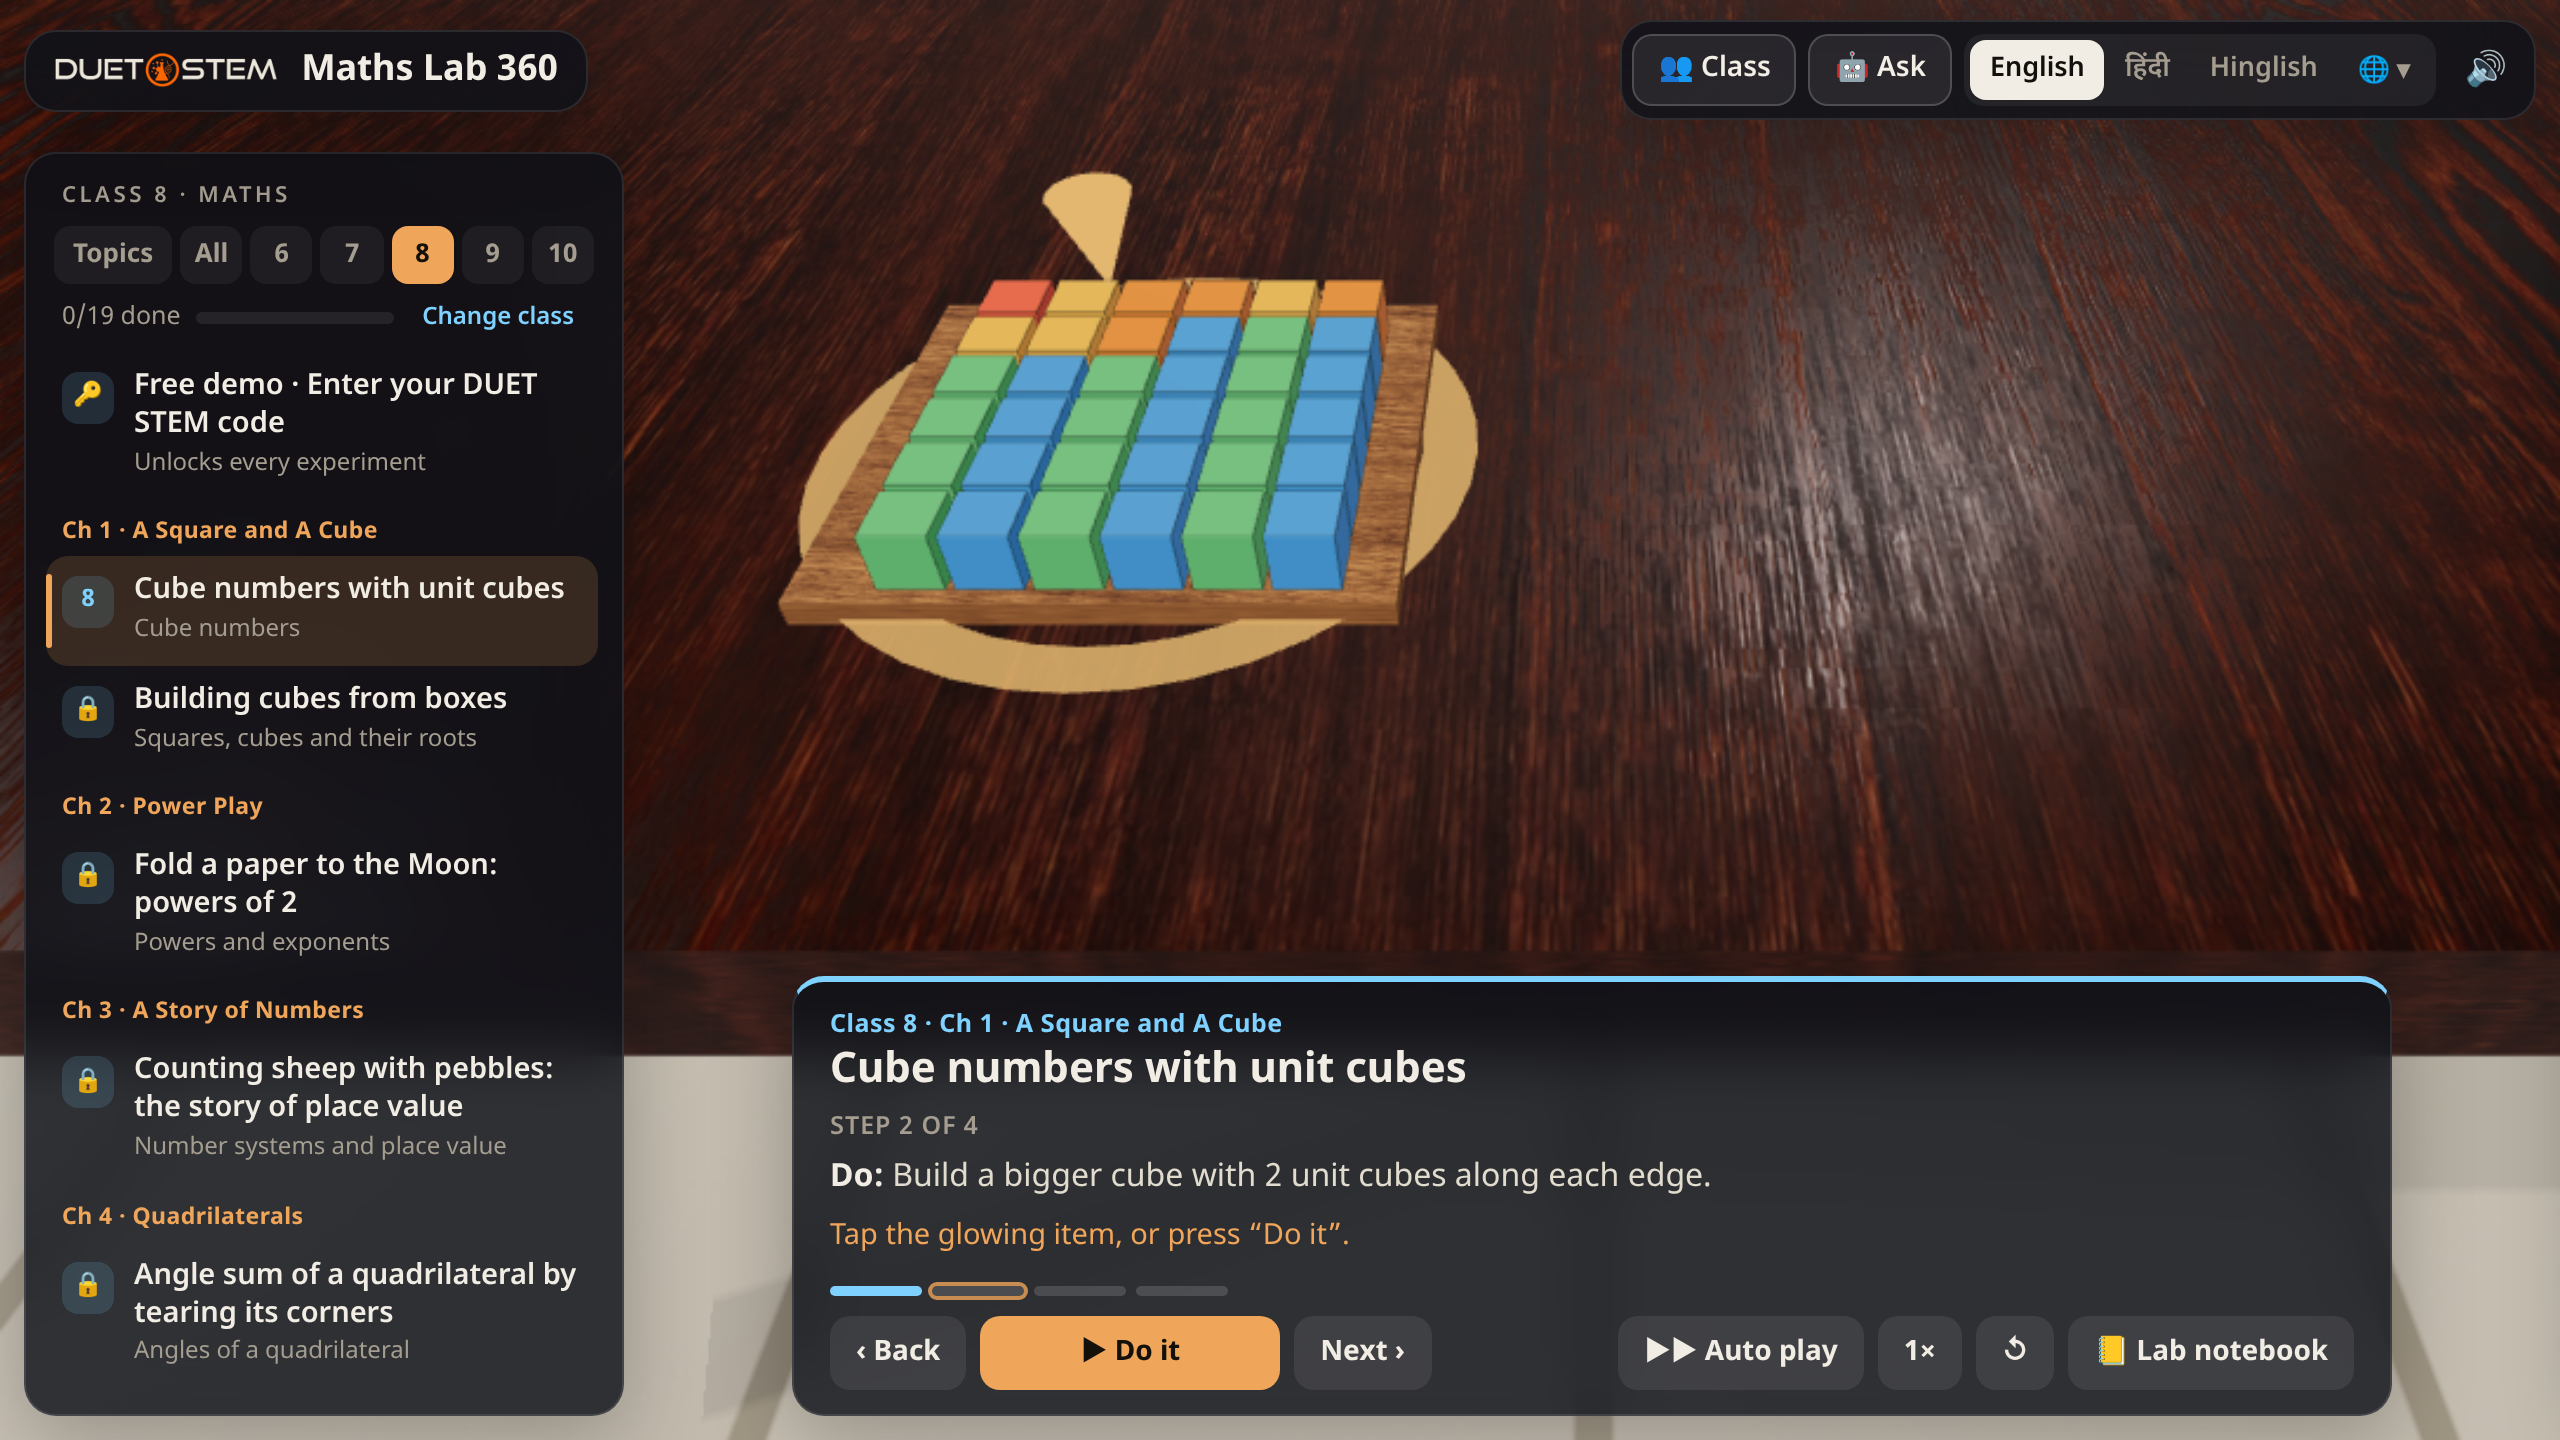 DUET STEM Maths Lab 360
👥 Class 🤖 Ask English हिंदी Hinglish 🌐 ▾ 🔊
CLASS 8 · MATHS
Topics All 6 7 8 9 10
0/19 done Change class
Free demo · Enter your DUET
STEM code
Unlocks every experiment
Ch 1 · A Square and A Cube
8 Cube numbers with unit cubes
Cube numbers
Building cubes from boxes
Squares, cubes and their roots
Ch 2 · Power Play
Fold a paper to the Moon:
powers of 2
Powers and exponents
Ch 3 · A Story of Numbers
Counting sheep with pebbles:
the story of place value
Number systems and place value
Ch 4 · Quadrilaterals
Angle sum of a quadrilateral by
tearing its corners
Angles of a quadrilateral
Class 8 · Ch 1 · A Square and A Cube
Cube numbers with unit cubes
STEP 2 OF 4
Do: Build a bigger cube with 2 unit cubes along each edge.
Tap the glowing item, or press “Do it”.
‹ Back ▶ Do it Next › ▶▶ Auto play 1× ↺ 📒 Lab notebook